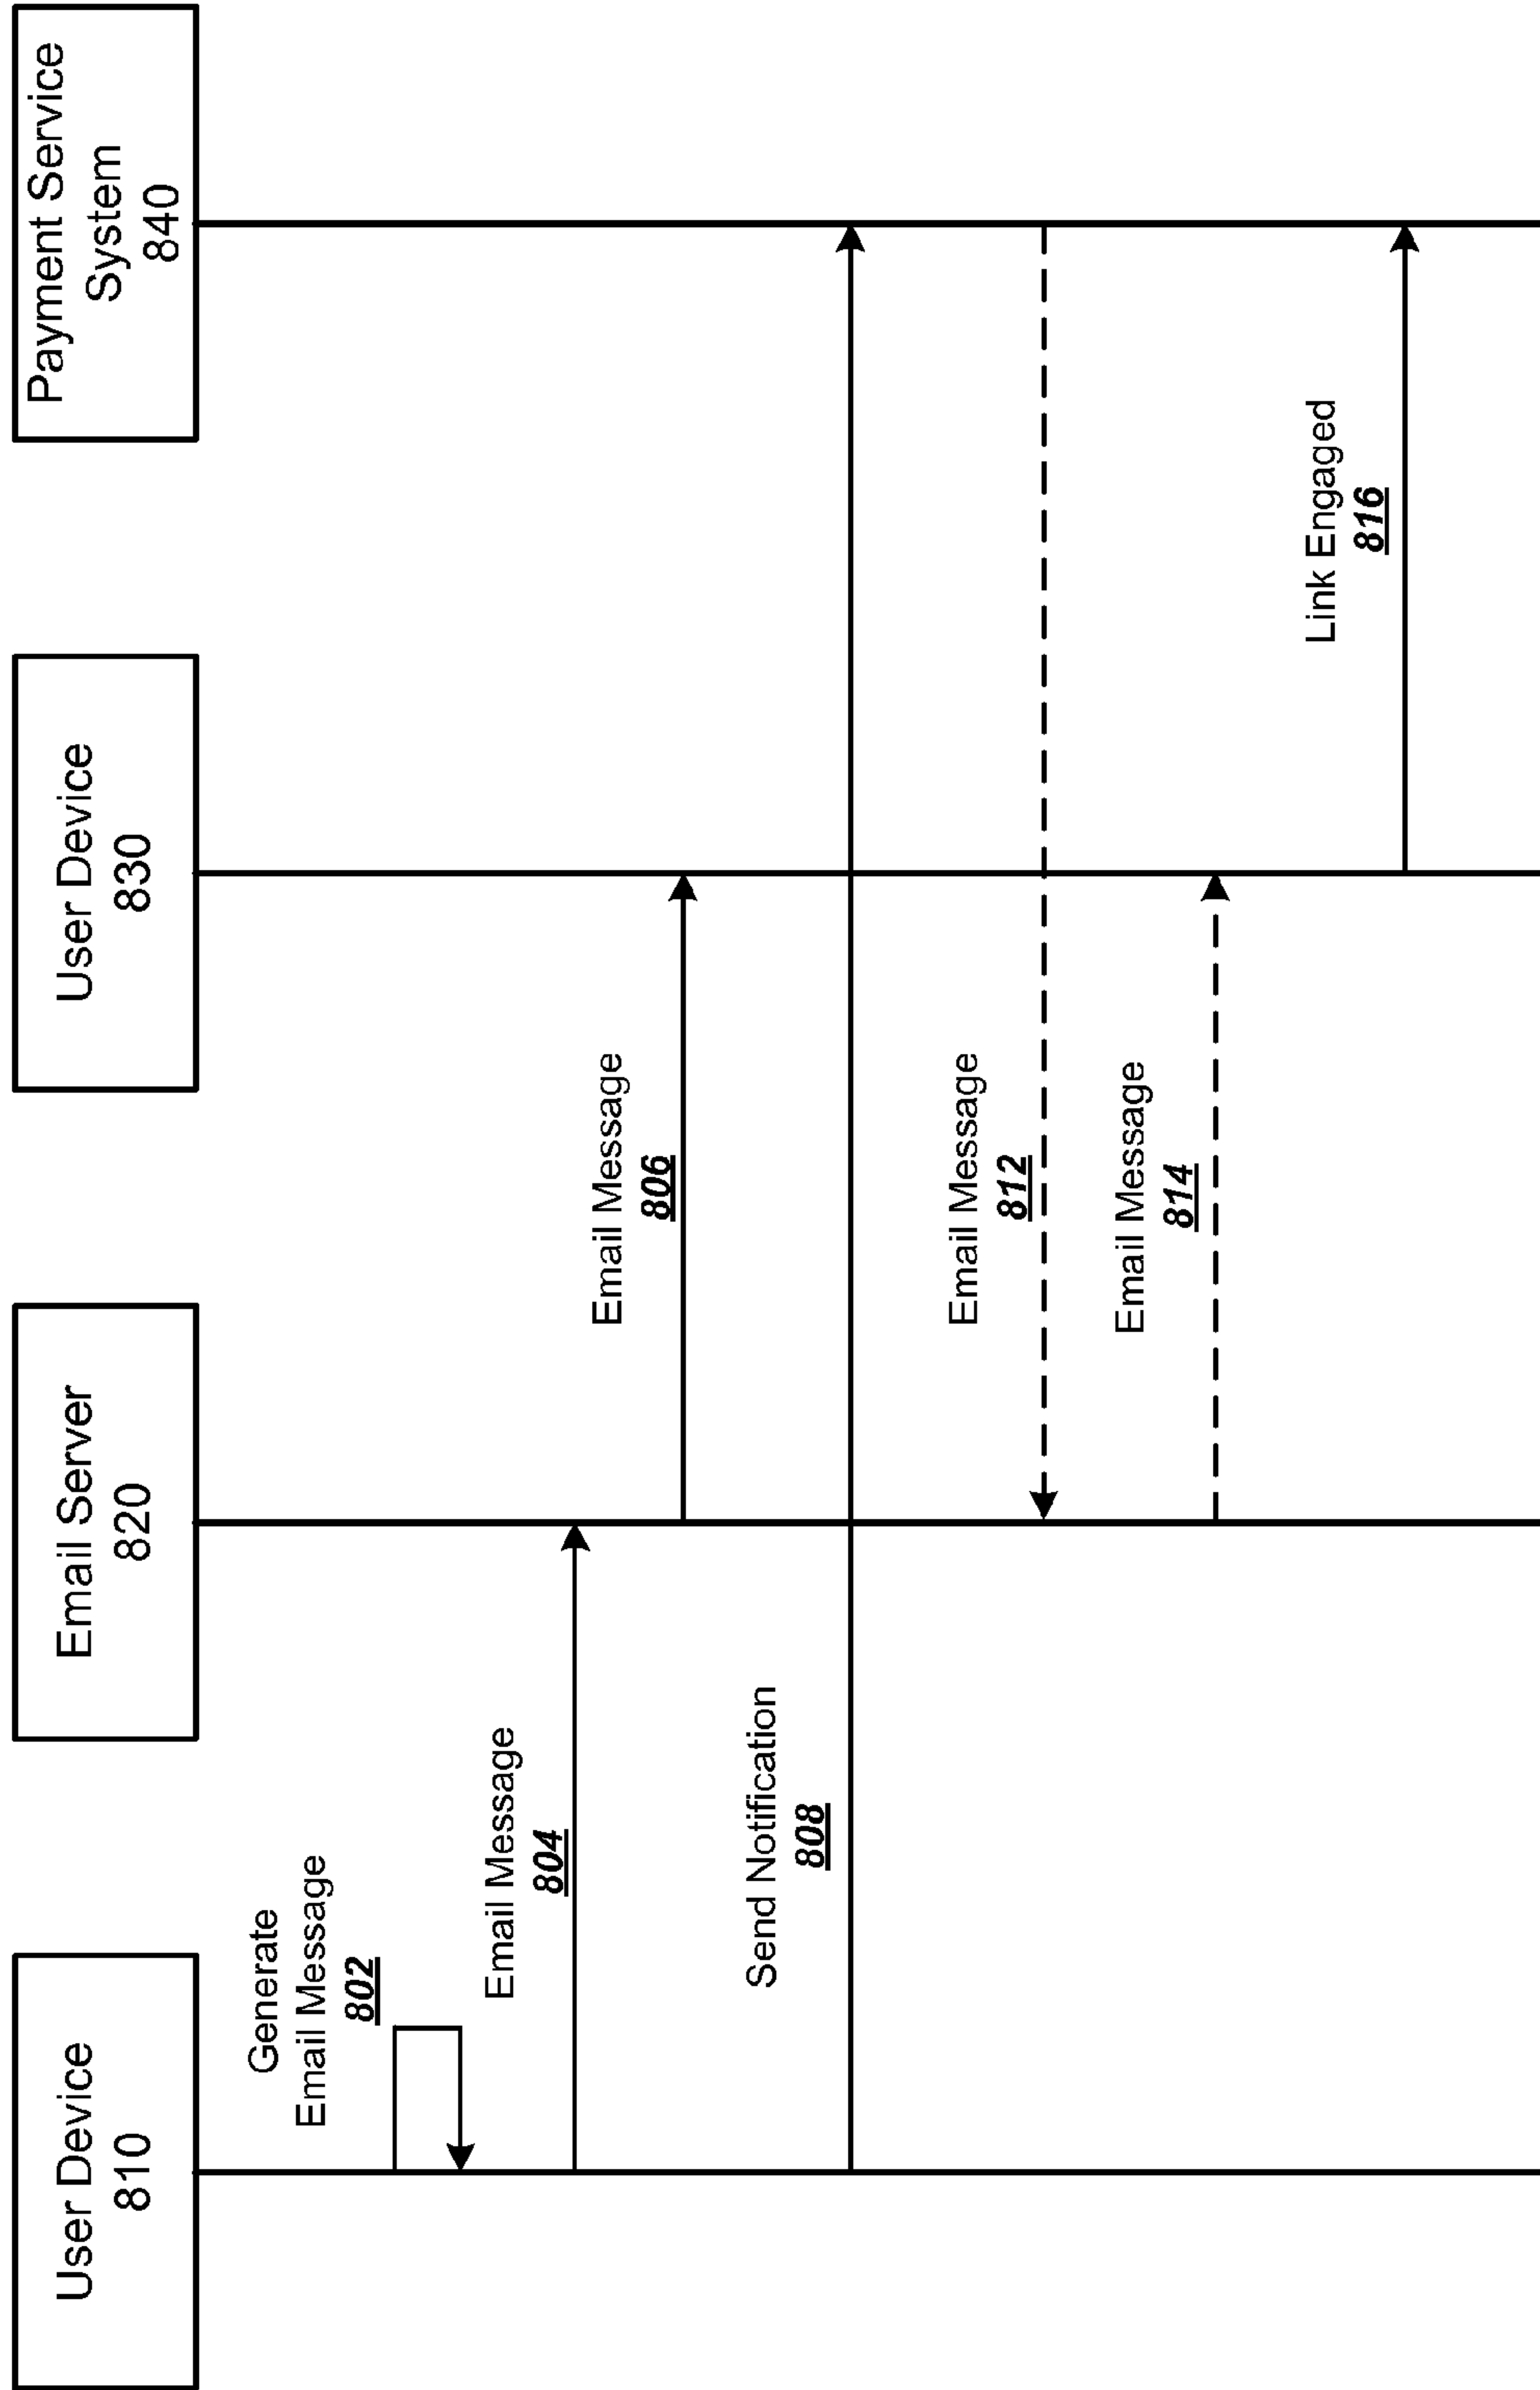 User Device
810
Email Server
820
User Device
830
Payment Service
System
840
Generate
Email Message
802
Email Message
804
Email Message
806
Send Notification
808
Email Message
812
Email Message
814
Link Engaged
816